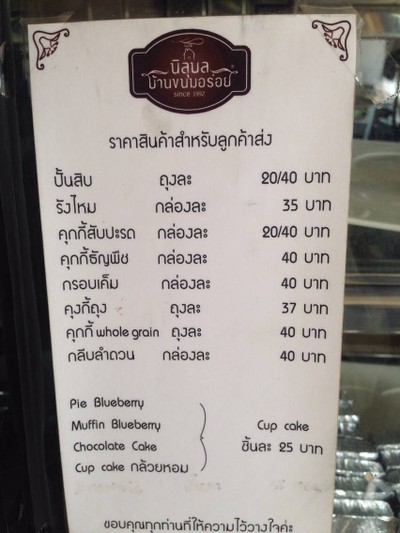 นิลุบล
บ้านขนมอร่อย
since 1992
ราคาสินค้าสำหรับลูกค้าส่ง
ปั้นสิบ ถุงละ 20/40 บาท
รังไหม กล่องละ 35 บาท
คุกกี้สับปะรด กล่องละ 20/40 บาท
คุกกี้ธัญพืช กล่องละ 40 บาท
กรอบเค็ม กล่องละ 40 บาท
คุงกี้ถุง ถุงละ 37 บาท
คุกกี้ whole grain ถุงละ 40 บาท
กลีบลำดวน กล่องละ 40 บาท
Pie Blueberry
Muffin Blueberry Cup cake
Chocolate Cake ชิ้นละ 25 บาท
Cup cake กล้วยหอม
ขอบคุณทุกท่านที่ให้ความไว้วางใจค่ะ